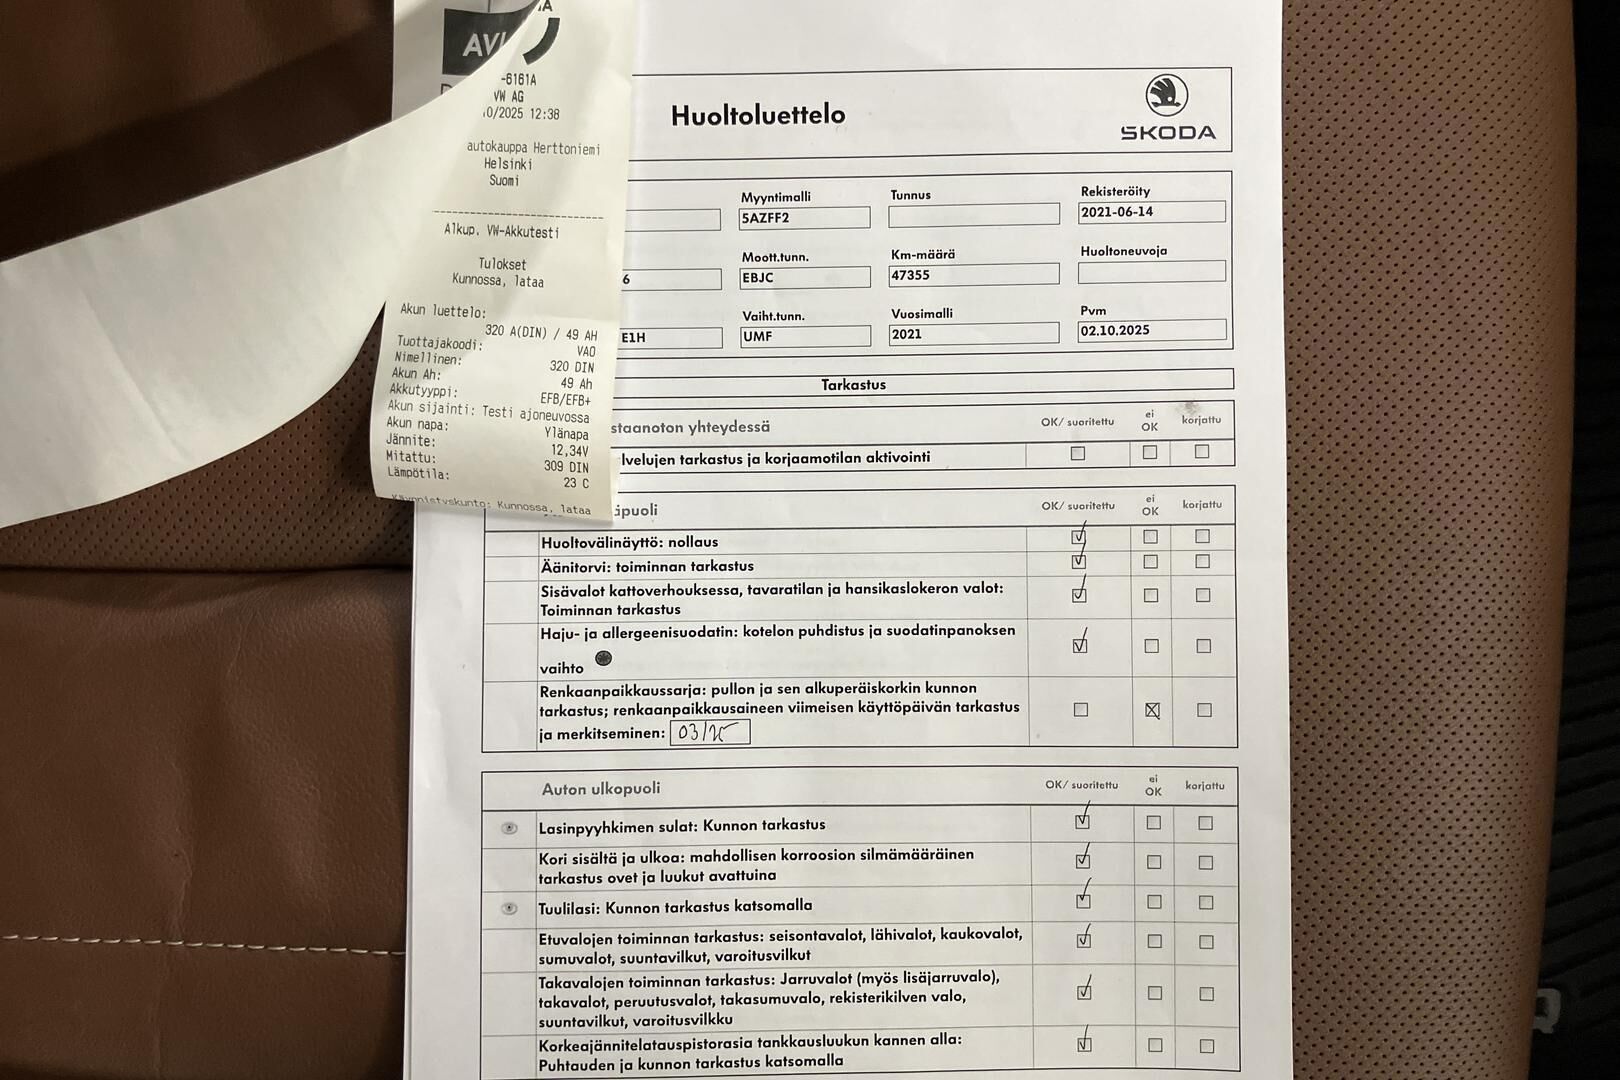 AVI
-6161A
VW AG
0/2025 12:38
autokauppa Herttoniemi
Helsinki
Suomi
Alkup. VW-Akkutesti
Tulokset
Kunnossa, lataa
Akun luettelo:
320 A(DIN) / 49 AH
Tuottajakoodi: VAO
Nimellinen: 320 DIN
Akun Ah: 49 Ah
Akkutyyppi: EFB/EFB+
Akun sijainti: Testi ajoneuvossa
Akun napa: Ylänapa
Jännite: 12,34V
Mitattu: 309 DIN
Lämpötila: 23 C
Käynnistyskunto: Kunnossa, lataa
Huoltoluettelo
SKODA
Myyntimalli Tunnus Rekisteröity
5AZFF2 2021-06-14
Moott.tunn. Km-määrä Huoltoneuvoja
6 EBJC 47355
Vaiht.tunn. Vuosimalli Pvm
E1H UMF 2021 02.10.2025
Tarkastus
staanoton yhteydessä OK/ suoritettu ei OK korjattu
lvelujen tarkastus ja korjaamotilan aktivointi
puoli OK/ suoritettu ei OK korjattu
Huoltovälinäyttö: nollaus
Äänitorvi: toiminnan tarkastus
Sisävalot kattoverhouksessa, tavaratilan ja hansikaslokeron valot:
Toiminnan tarkastus
Haju- ja allergeenisuodatin: kotelon puhdistus ja suodatinpanoksen
vaihto
Renkaanpaikkaussarja: pullon ja sen alkuperäiskorkin kunnon
tarkastus; renkaanpaikkausaineen viimeisen käyttöpäivän tarkastus
ja merkitseminen: 03/25
Auton ulkopuoli OK/ suoritettu ei OK korjattu
Lasinpyyhkimen sulat: Kunnon tarkastus
Kori sisältä ja ulkoa: mahdollisen korroosion silmämääräinen
tarkastus ovet ja luukut avattuina
Tuulilasi: Kunnon tarkastus katsomalla
Etuvalojen toiminnan tarkastus: seisontavalot, lähivalot, kaukovalot,
sumuvalot, suuntavilkut, varoitusvilkut
Takavalojen toiminnan tarkastus: Jarruvalot (myös lisäjarruvalo),
takavalot, peruutusvalot, takasumuvalo, rekisterikilven valo,
suuntavilkut, varoitusvilkku
Korkeajännitelatauspistorasia tankkausluukun kannen alla:
Puhtauden ja kunnon tarkastus katsomalla